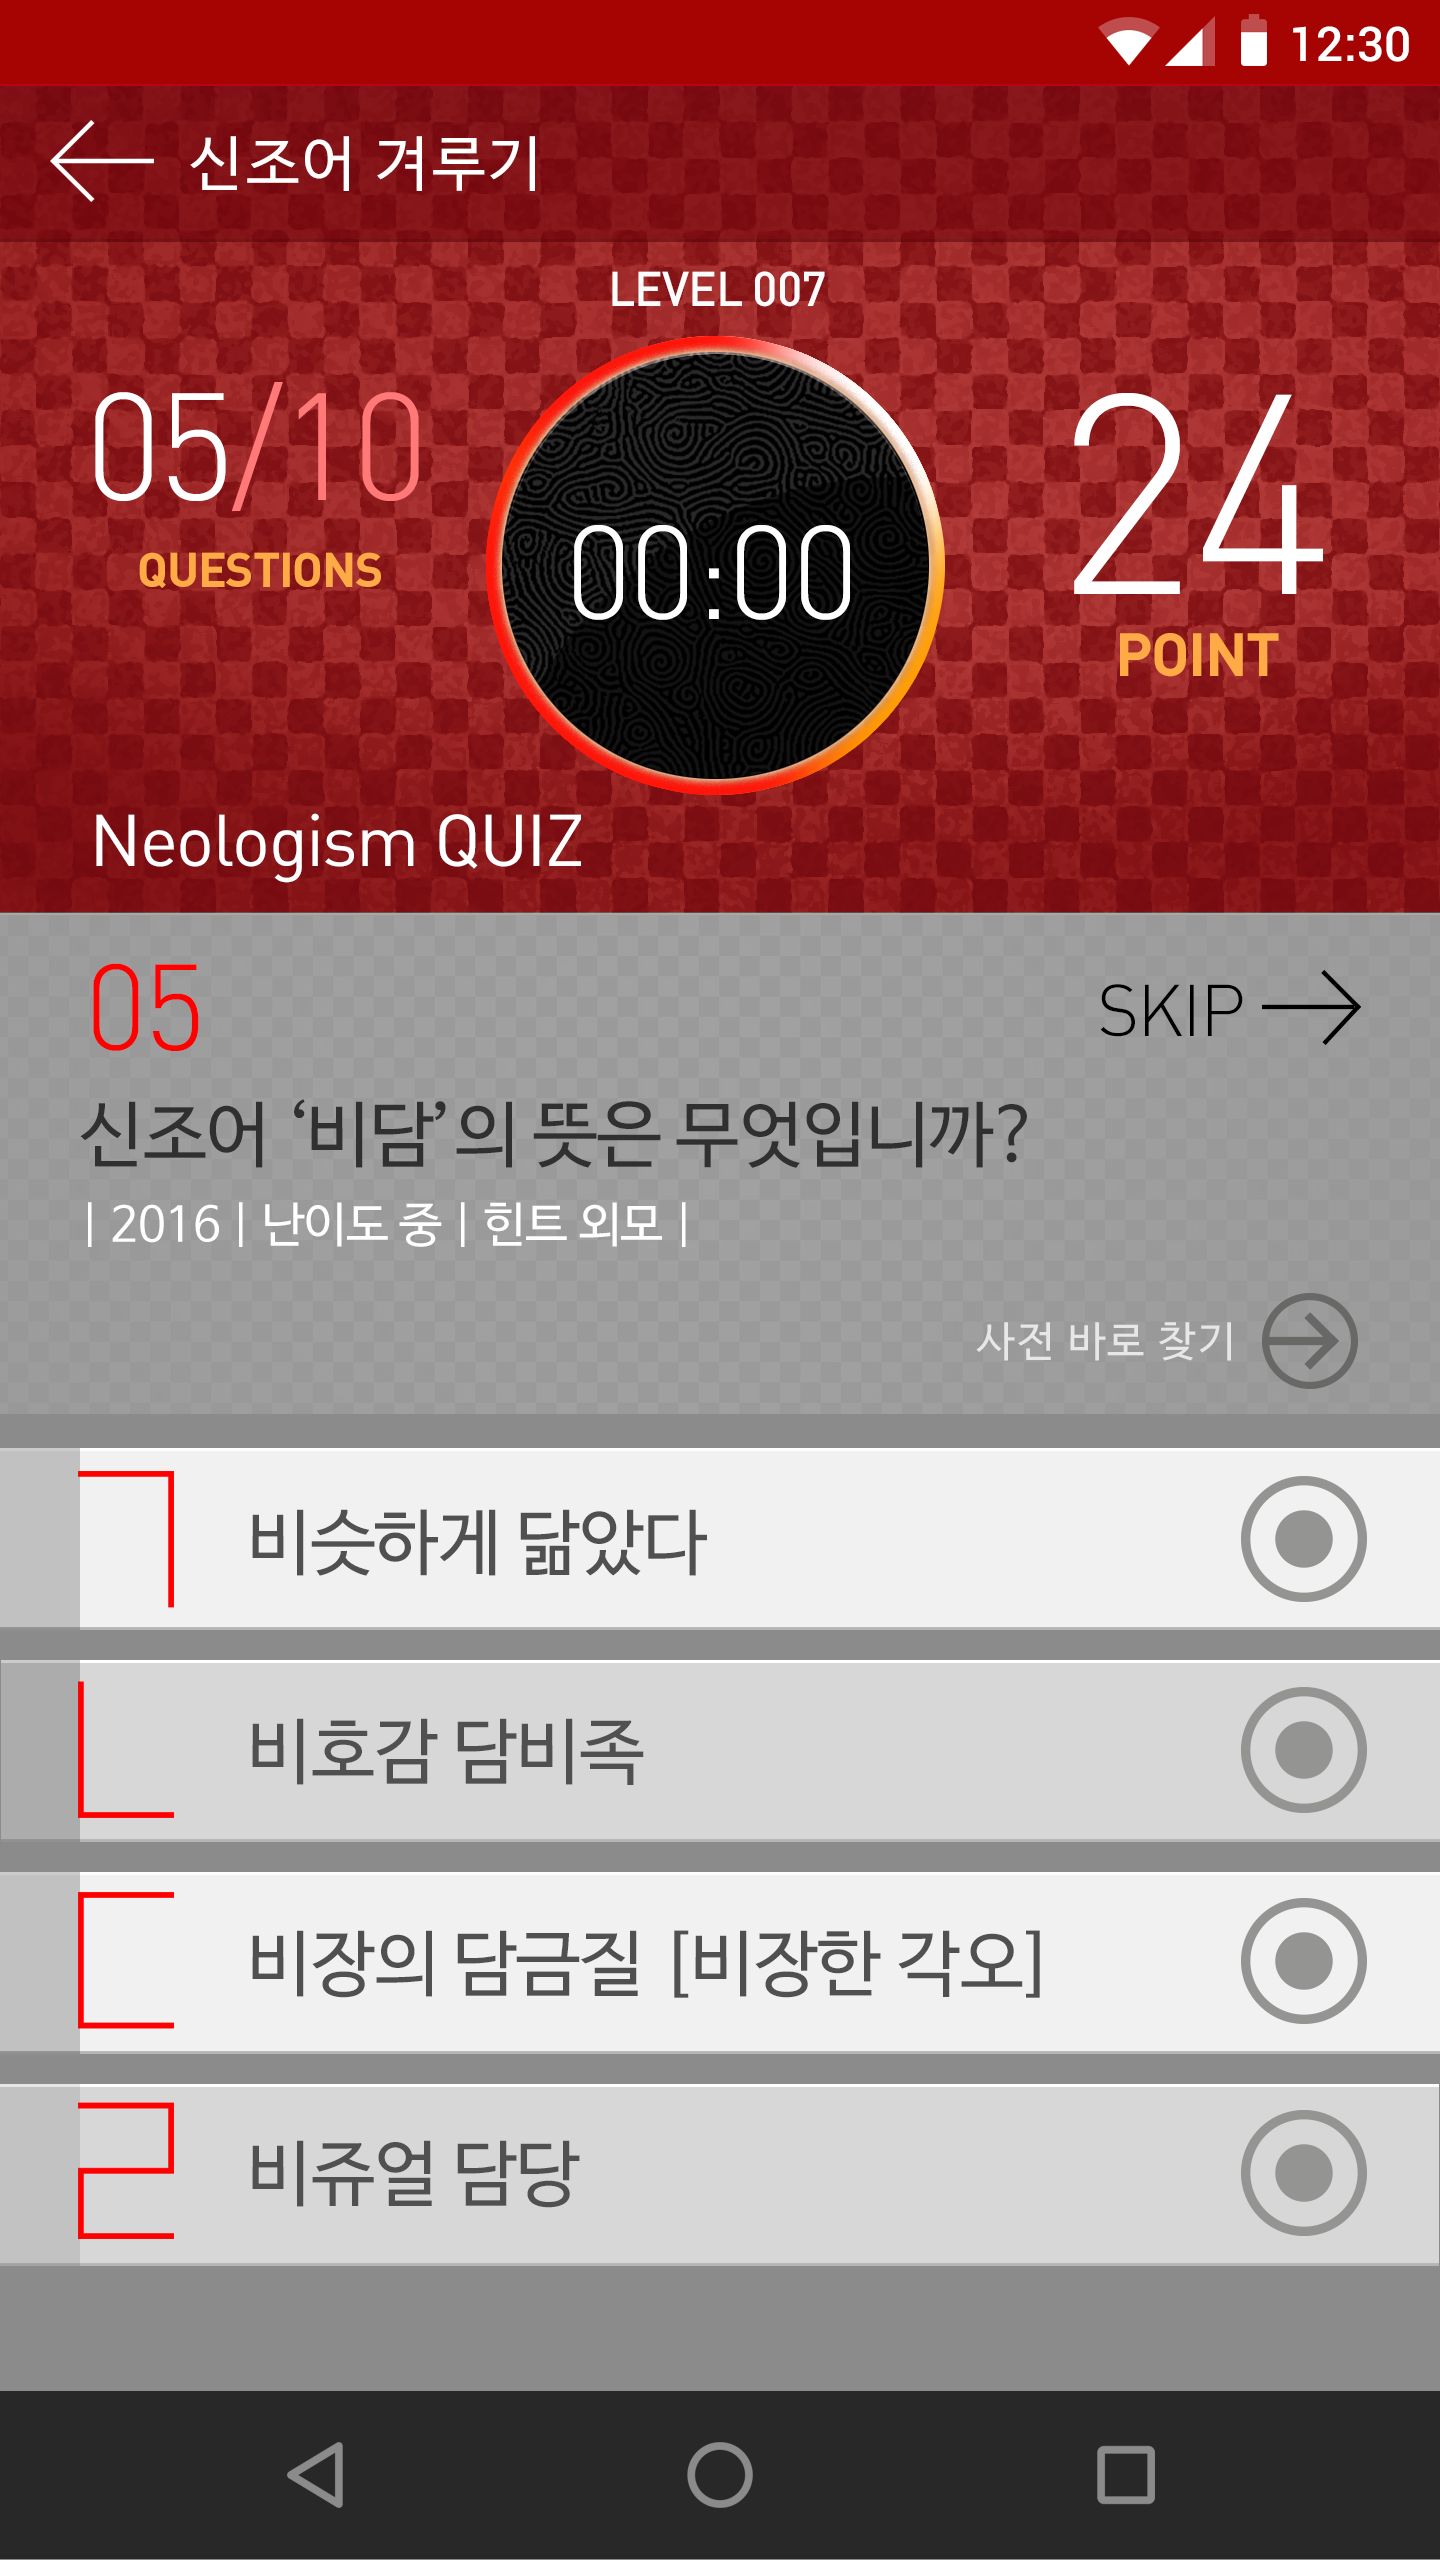 12:30
신조어 겨루기
LEVEL 007
05/10
QUESTIONS
00:00
24
POINT
Neologism QUIZ
05
SKIP
신조어 ‘비담’의 뜻은 무엇입니까?
| 2016 | 난이도 중 | 힌트 외모 |
사전 바로 찾기
ㄱ 비슷하게 닮았다
ㄴ 비호감 담비족
ㄷ 비장의 담금질 [비장한 각오]
ㄹ 비쥬얼 담당